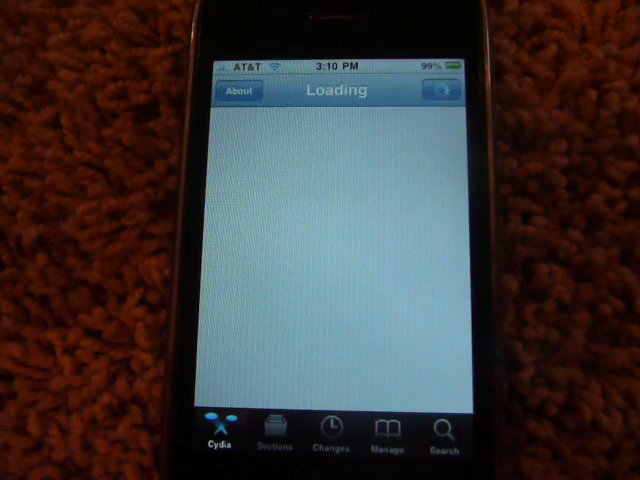 AT&T 3:10 PM 99%
About Loading
Cydia Sections Changes Manage Search